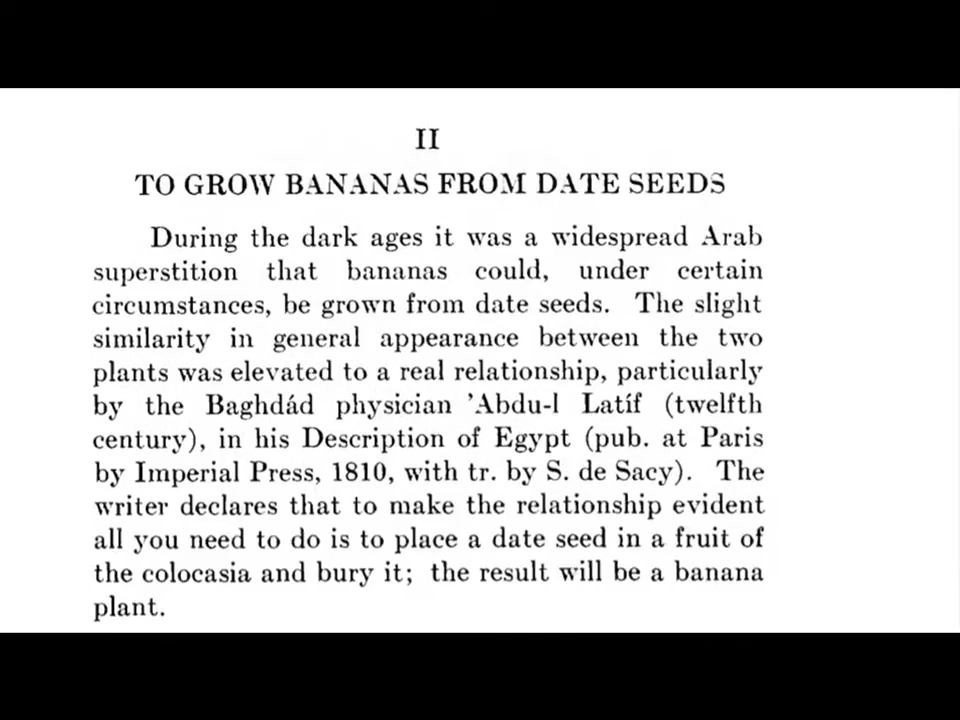 II
TO GROW BANANAS FROM DATE SEEDS
During the dark ages it was a widespread Arab
superstition that bananas could, under certain
circumstances, be grown from date seeds. The slight
similarity in general appearance between the two
plants was elevated to a real relationship, particularly
by the Baghdád physician 'Abdu-l Latíf (twelfth
century), in his Description of Egypt (pub. at Paris
by Imperial Press, 1810, with tr. by S. de Sacy). The
writer declares that to make the relationship evident
all you need to do is to place a date seed in a fruit of
the colocasia and bury it; the result will be a banana
plant.